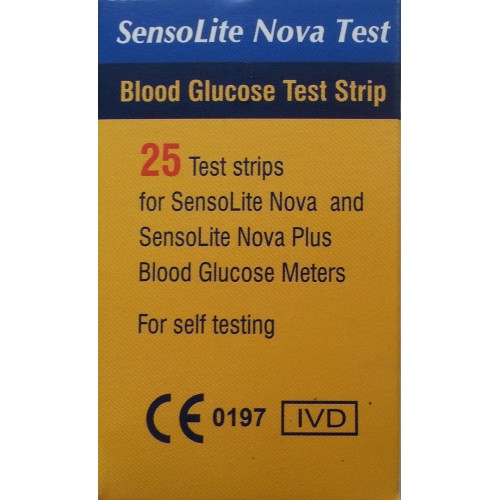 SensoLite Nova Test
Blood Glucose Test Strip
25 Test strips
for SensoLite Nova and
SensoLite Nova Plus
Blood Glucose Meters
For self testing
CE 0197 IVD